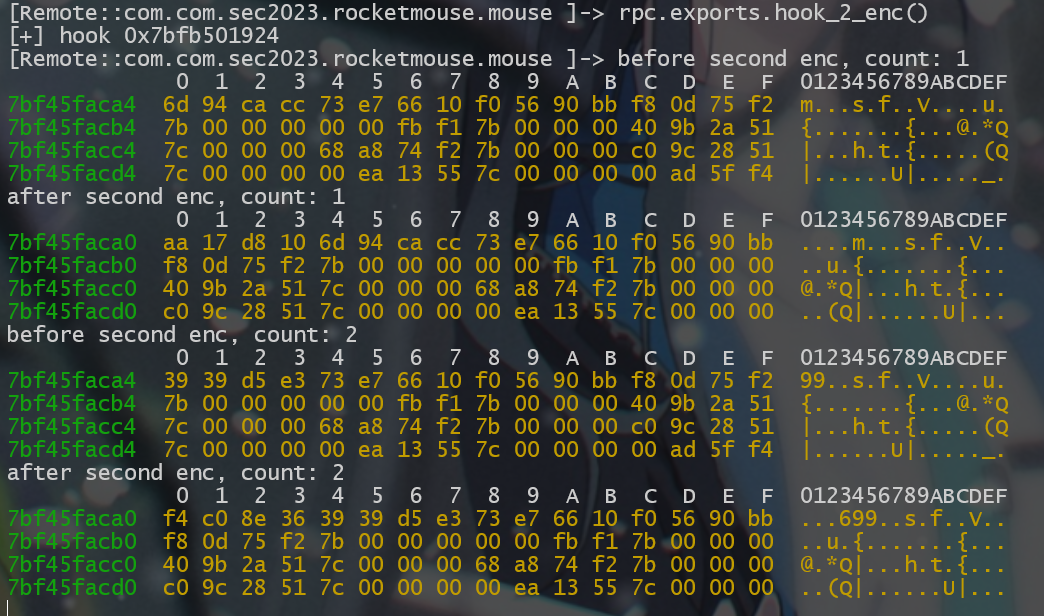 [Remote::com.com.sec2023.rocketmouse.mouse ]-> rpc.exports.hook_2_enc()
[+] hook 0x7bfb501924
[Remote::com.com.sec2023.rocketmouse.mouse ]-> before second enc, count: 1
0 1 2 3 4 5 6 7 8 9 A B C D E F 0123456789ABCDEF
7bf45faca4 6d 94 ca cc 73 e7 66 10 f0 56 90 bb f8 0d 75 f2 m...s.f..V....u.
7bf45facb4 7b 00 00 00 00 00 fb f1 7b 00 00 00 40 9b 2a 51 {.......{...@.*Q
7bf45facc4 7c 00 00 00 68 a8 74 f2 7b 00 00 00 c0 9c 28 51 |...h.t.{.....(Q
7bf45facd4 7c 00 00 00 00 ea 13 55 7c 00 00 00 00 ad 5f f4 |......U|....._.
after second enc, count: 1
0 1 2 3 4 5 6 7 8 9 A B C D E F 0123456789ABCDEF
7bf45faca0 aa 17 d8 10 6d 94 ca cc 73 e7 66 10 f0 56 90 bb ....m...s.f..V..
7bf45facb0 f8 0d 75 f2 7b 00 00 00 00 00 fb f1 7b 00 00 00 ..u.{.......{...
7bf45facc0 40 9b 2a 51 7c 00 00 00 68 a8 74 f2 7b 00 00 00 @.*Q|...h.t.{...
7bf45facd0 c0 9c 28 51 7c 00 00 00 00 ea 13 55 7c 00 00 00 ..(Q|......U|...
before second enc, count: 2
0 1 2 3 4 5 6 7 8 9 A B C D E F 0123456789ABCDEF
7bf45faca4 39 39 d5 e3 73 e7 66 10 f0 56 90 bb f8 0d 75 f2 99..s.f..V....u.
7bf45facb4 7b 00 00 00 00 00 fb f1 7b 00 00 00 40 9b 2a 51 {.......{...@.*Q
7bf45facc4 7c 00 00 00 68 a8 74 f2 7b 00 00 00 c0 9c 28 51 |...h.t.{.....(Q
7bf45facd4 7c 00 00 00 00 ea 13 55 7c 00 00 00 00 ad 5f f4 |......U|....._.
after second enc, count: 2
0 1 2 3 4 5 6 7 8 9 A B C D E F 0123456789ABCDEF
7bf45faca0 f4 c0 8e 36 39 39 d5 e3 73 e7 66 10 f0 56 90 bb ...699..s.f..V..
7bf45facb0 f8 0d 75 f2 7b 00 00 00 00 00 fb f1 7b 00 00 00 ..u.{.......{...
7bf45facc0 40 9b 2a 51 7c 00 00 00 68 a8 74 f2 7b 00 00 00 @.*Q|...h.t.{...
7bf45facd0 c0 9c 28 51 7c 00 00 00 00 ea 13 55 7c 00 00 00 ..(Q|......U|...